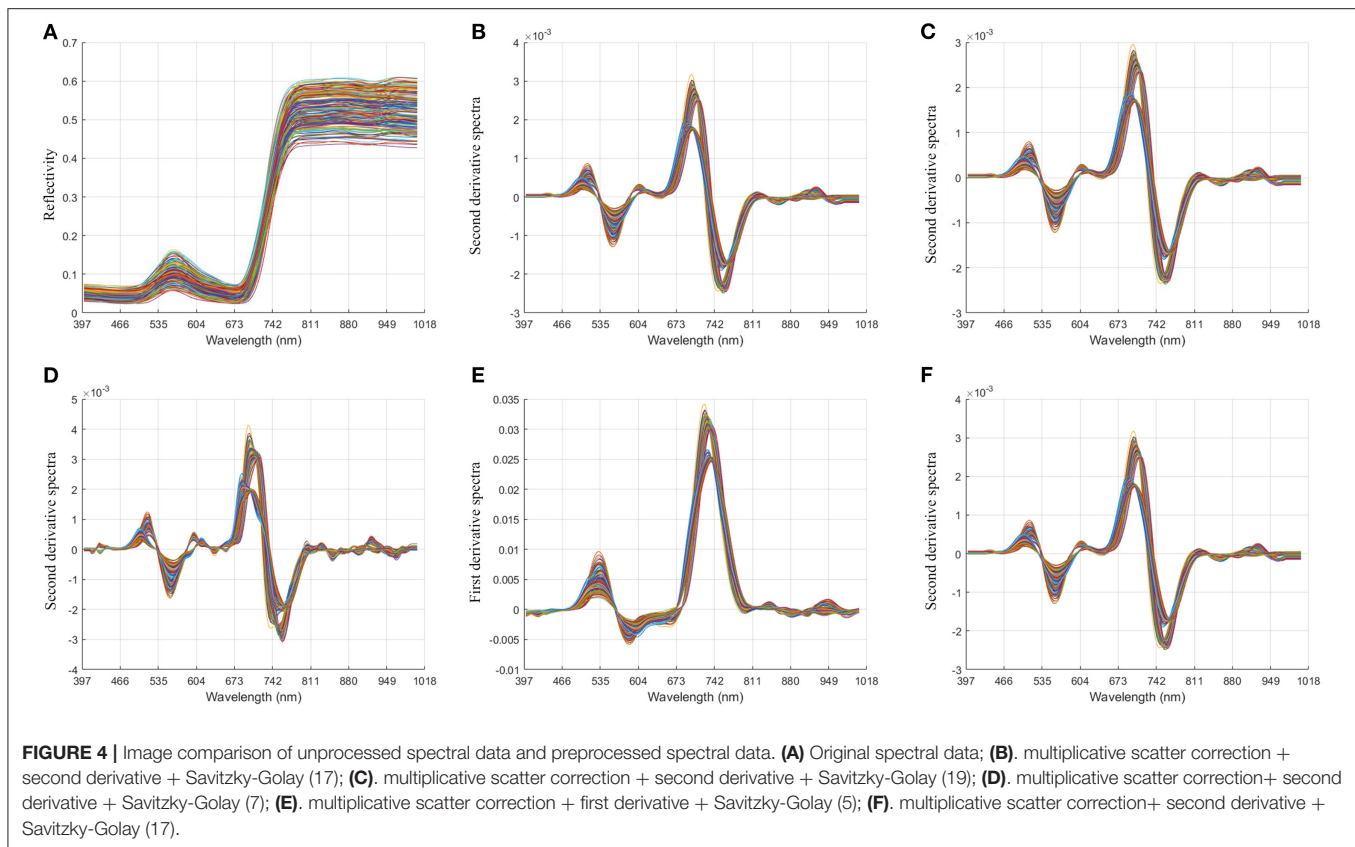 A
Reflectivity
0.7
0.6
0.5
0.4
0.3
0.2
0.1
0
397 466 535 604 673 742 811 880 949 1018
Wavelength (nm)
B
×10-3
Second derivative spectra
4
3
2
1
0
-1
-2
-3
397 466 535 604 673 742 811 880 949 1018
Wavelength (nm)
C
×10-3
Second derivative spectra
3
2
1
0
-1
-2
-3
397 466 535 604 673 742 811 880 949 1018
Wavelength (nm)
D
×10-3
Second derivative spectra
5
4
3
2
1
0
-1
-2
-3
-4
397 466 535 604 673 742 811 880 949 1018
Wavelength (nm)
E
First derivative spectra
0.035
0.03
0.025
0.02
0.015
0.01
0.005
0
-0.005
-0.01
397 466 535 604 673 742 811 880 949 1018
Wavelength (nm)
F
×10-3
Second derivative spectra
4
3
2
1
0
-1
-2
-3
397 466 535 604 673 742 811 880 949 1018
Wavelength (nm)
FIGURE 4 | Image comparison of unprocessed spectral data and preprocessed spectral data. (A) Original spectral data; (B). multiplicative scatter correction +
second derivative + Savitzky-Golay (17); (C). multiplicative scatter correction + second derivative + Savitzky-Golay (19); (D). multiplicative scatter correction+ second
derivative + Savitzky-Golay (7); (E). multiplicative scatter correction + first derivative + Savitzky-Golay (5); (F). multiplicative scatter correction+ second derivative +
Savitzky-Golay (17).